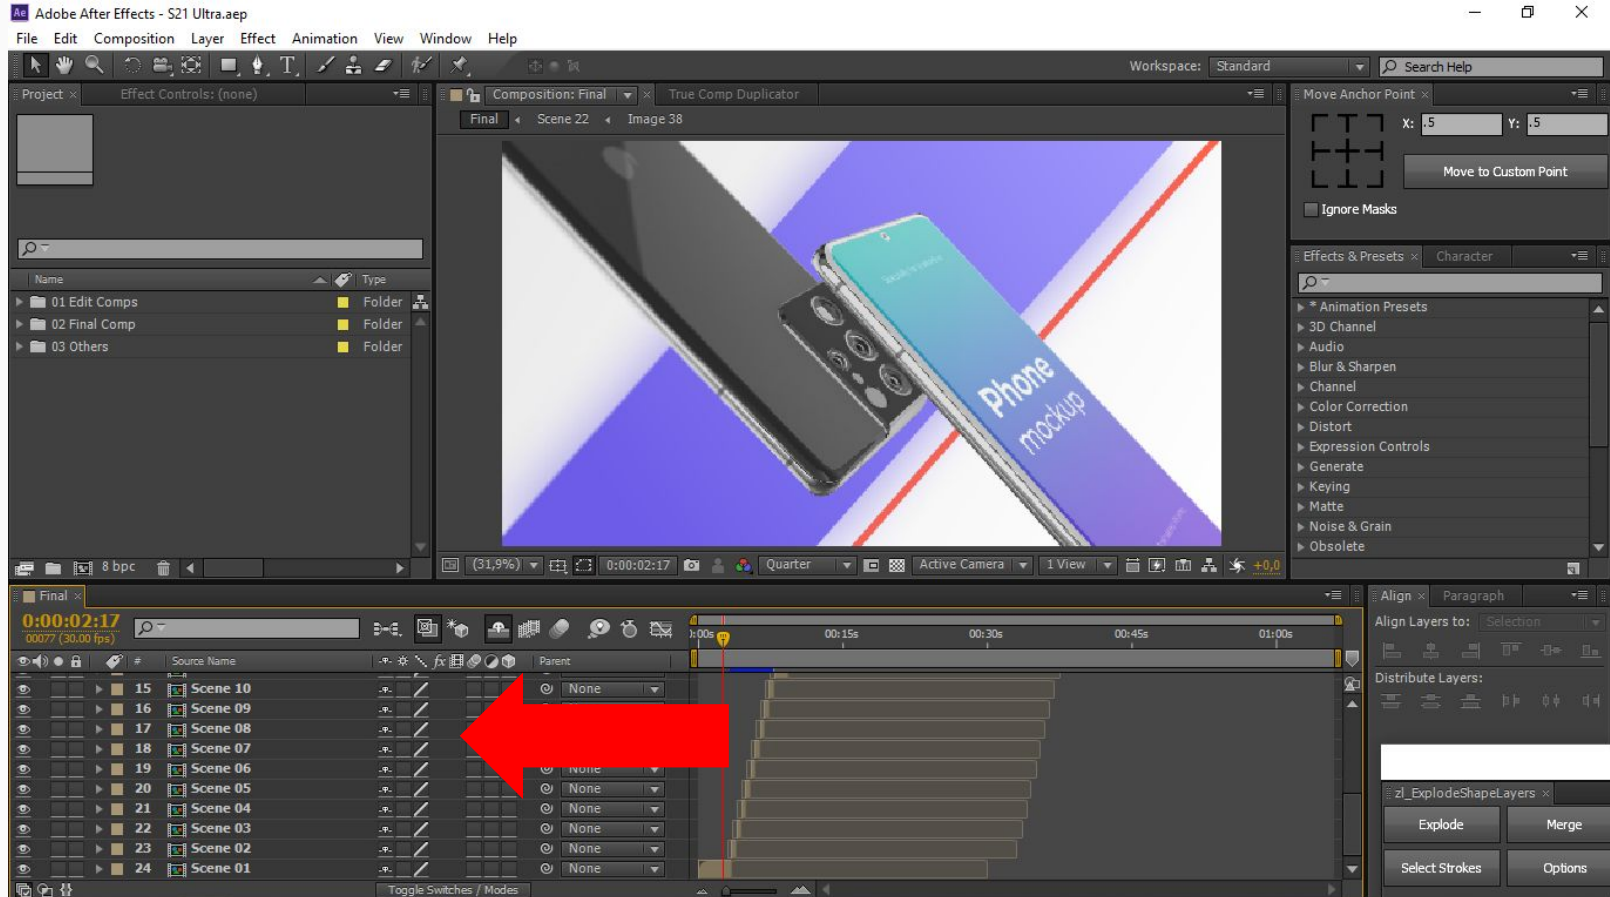 Ae Adobe After Effects - S21 Ultra.aep
File Edit Composition Layer Effect Animation View Window Help
T Workspace: Standard Search Help
Project × Effect Controls: (none)
Composition: Final × True Comp Duplicator
Final Scene 22 Image 38
Move Anchor Point ×
X: .5 Y: .5
Move to Custom Point
Ignore Masks
Phone
mockup
Name Type
01 Edit Comps Folder
02 Final Comp Folder
03 Others Folder
Effects & Presets × Character
* Animation Presets
3D Channel
Audio
Blur & Sharpen
Channel
Color Correction
Distort
Expression Controls
Generate
Keying
Matte
Noise & Grain
Obsolete
8 bpc
(31,9%) 0:00:02:17 Quarter Active Camera 1 View +0,0
Final ×
0:00:02:17
00077 (30.00 fps)
):00s 00:15s 00:30s 00:45s 01:00s
# Source Name fx Parent
15 Scene 10 None
16 Scene 09
17 Scene 08
18 Scene 07
19 Scene 06 None
20 Scene 05 None
21 Scene 04 None
22 Scene 03 None
23 Scene 02 None
24 Scene 01 None
Toggle Switches / Modes
Align × Paragraph
Align Layers to: Selection
Distribute Layers:
zl_ExplodeShapeLayers ×
Explode Merge
Select Strokes Options